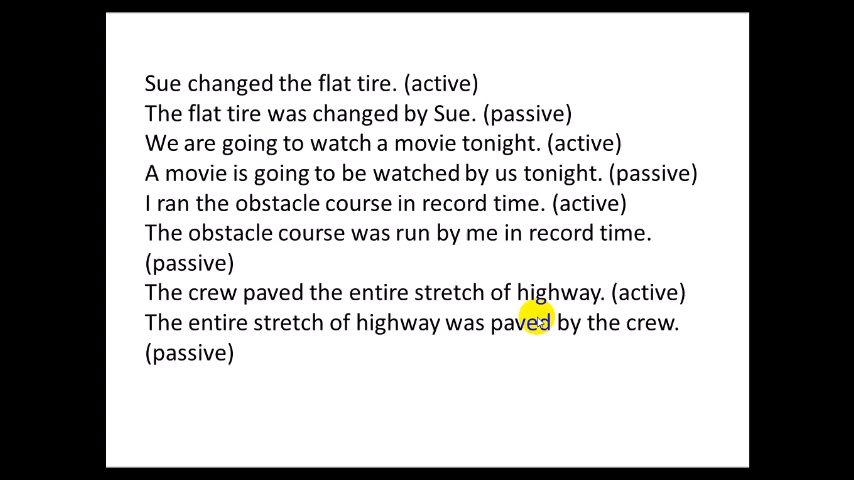 Sue changed the flat tire. (active)
The flat tire was changed by Sue. (passive)
We are going to watch a movie tonight. (active)
A movie is going to be watched by us tonight. (passive)
I ran the obstacle course in record time. (active)
The obstacle course was run by me in record time.
(passive)
The crew paved the entire stretch of highway. (active)
The entire stretch of highway was paved by the crew.
(passive)